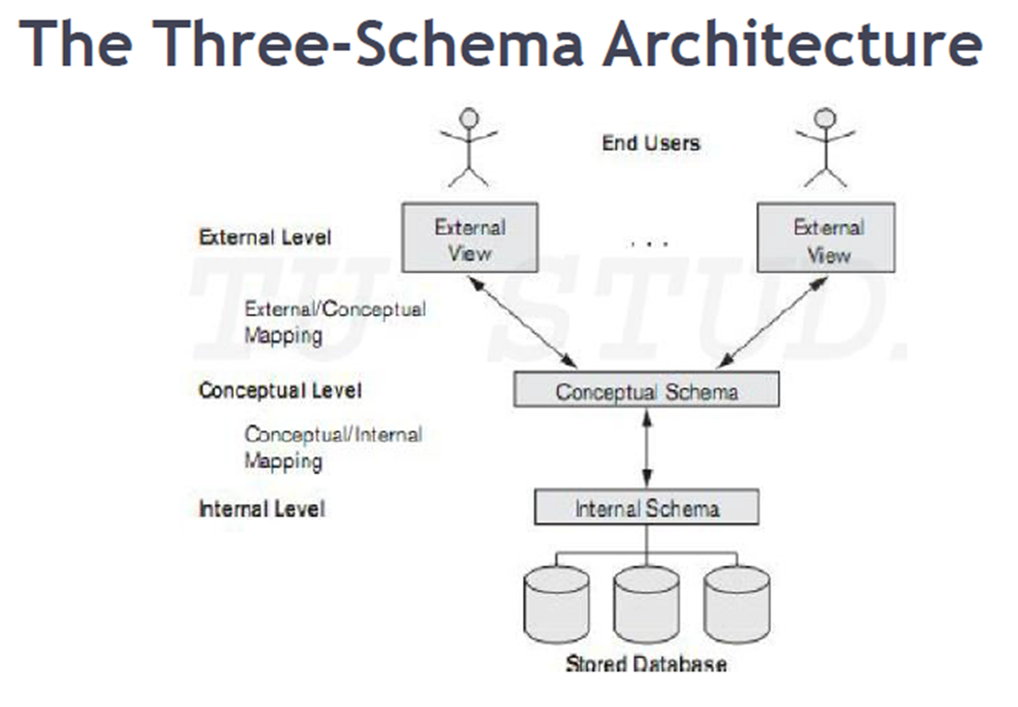 The Three-Schema Architecture
End Users
External
View
. . .
External
View
External Level
TU STUD.
External/Conceptual
Mapping
Conceptual Level
Conceptual Schema
Conceptual/Internal
Mapping
Internal Level
Internal Schema
Stored Database